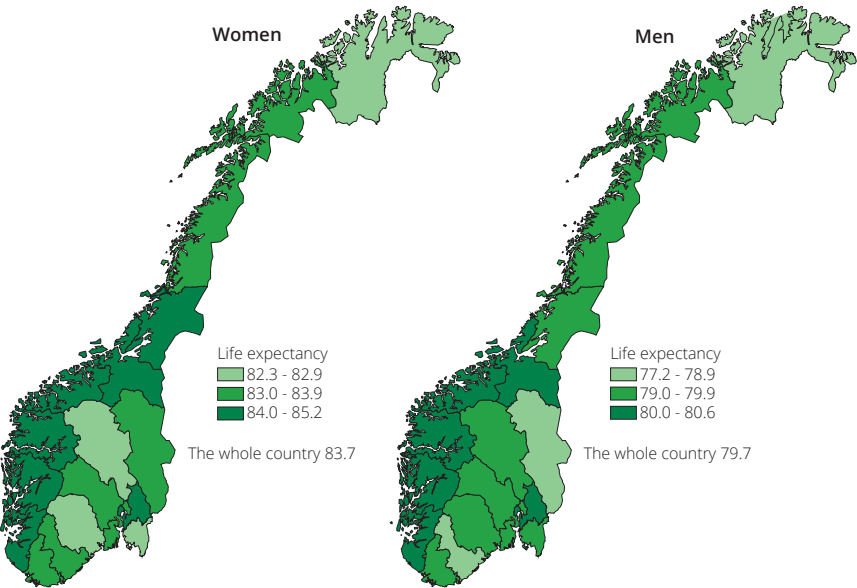 Women
Men
Life expectancy
82.3 - 82.9
83.0 - 83.9
84.0 - 85.2
The whole country 83.7
Life expectancy
77.2 - 78.9
79.0 - 79.9
80.0 - 80.6
The whole country 79.7